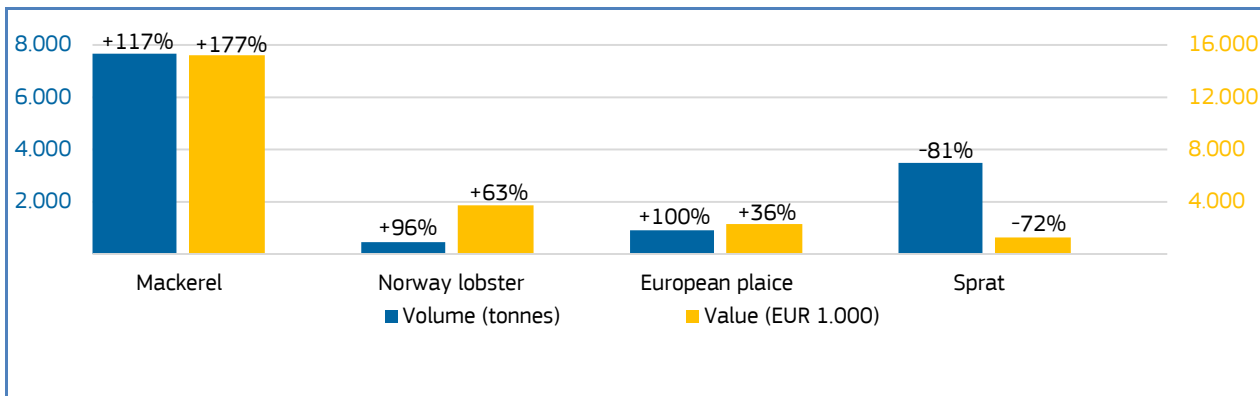 8.000 +117% +177% 16.000
6.000 12.000
4.000 -81% 8.000
2.000 +96% +63% +100% +36% -72% 4.000
Mackerel Norway lobster European plaice Sprat
Volume (tonnes) Value (EUR 1.000)